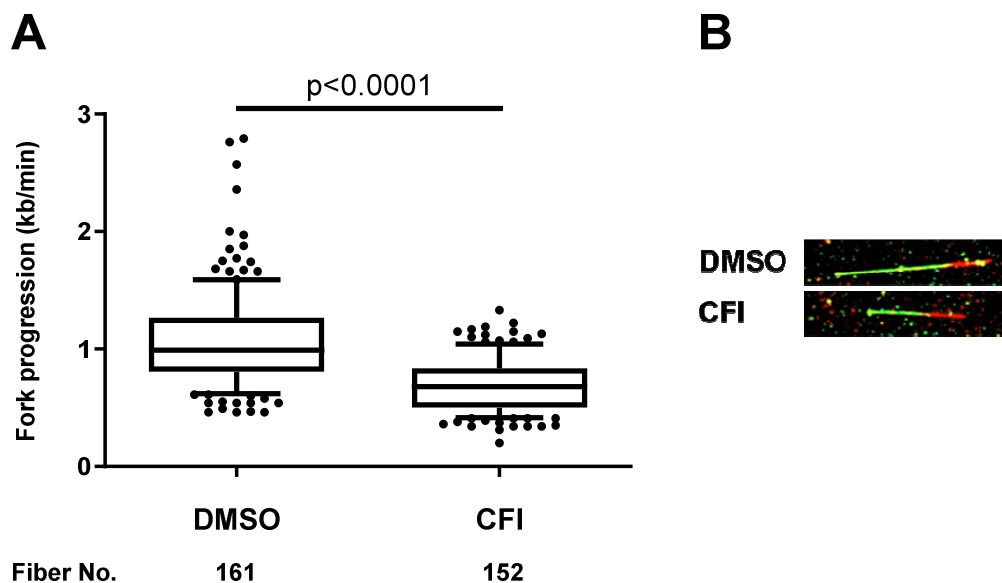 A
B
p<0.0001
Fork progression (kb/min)
3
2
1
0
DMSO
CFI
DMSO CFI
Fiber No. 161 152